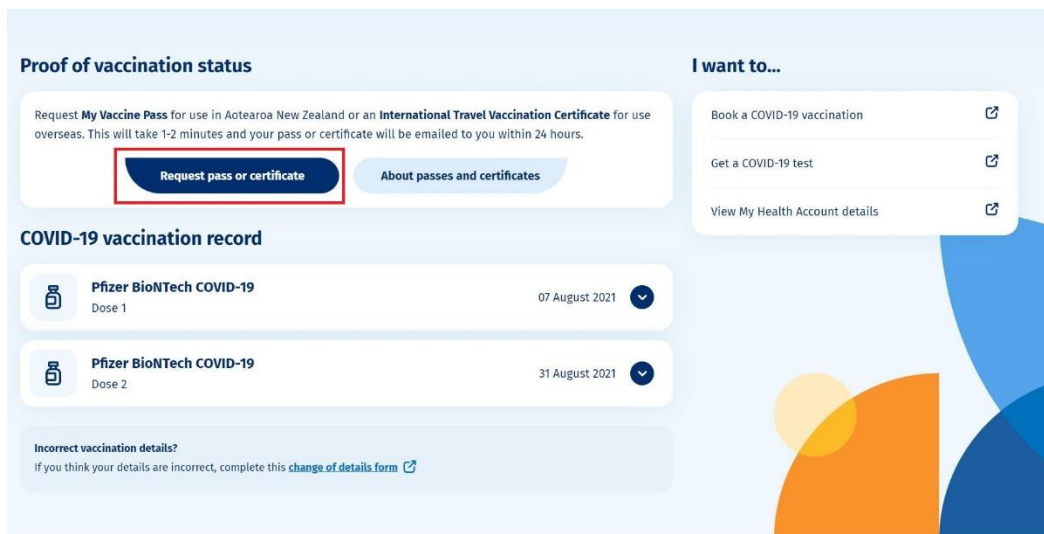 Proof of vaccination status
Request My Vaccine Pass for use in Aotearoa New Zealand or an International Travel Vaccination Certificate for use
overseas. This will take 1-2 minutes and your pass or certificate will be emailed to you within 24 hours.
Request pass or certificate
About passes and certificates
COVID-19 vaccination record
Pfizer BioNTech COVID-19
Dose 1
07 August 2021
Pfizer BioNTech COVID-19
Dose 2
31 August 2021
Incorrect vaccination details?
If you think your details are incorrect, complete this change of details form
I want to...
Book a COVID-19 vaccination
Get a COVID-19 test
View My Health Account details